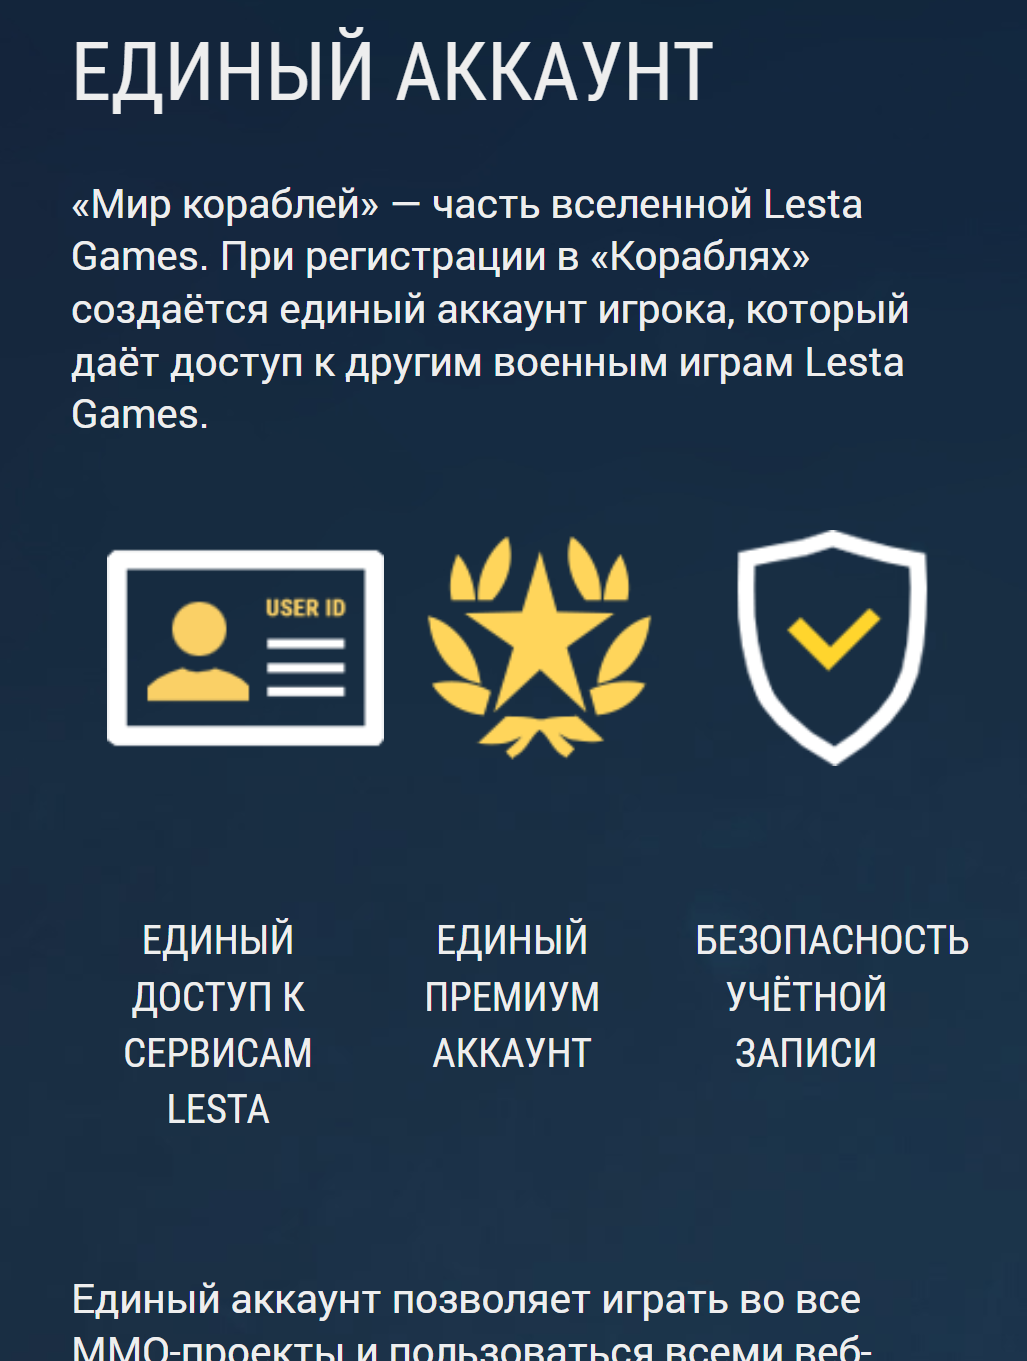 ЕДИНЫЙ АККАУНТ
«Мир кораблей» — часть вселенной Lesta
Games. При регистрации в «Кораблях»
создаётся единый аккаунт игрока, который
даёт доступ к другим военным играм Lesta
Games.
USER ID
ЕДИНЫЙ
ДОСТУП К
СЕРВИСАМ
LESTA
ЕДИНЫЙ
ПРЕМИУМ
АККАУНТ
БЕЗОПАСНОСТЬ
УЧЁТНОЙ
ЗАПИСИ
Единый аккаунт позволяет играть во все
ММО-проекты и пользоваться всеми веб-